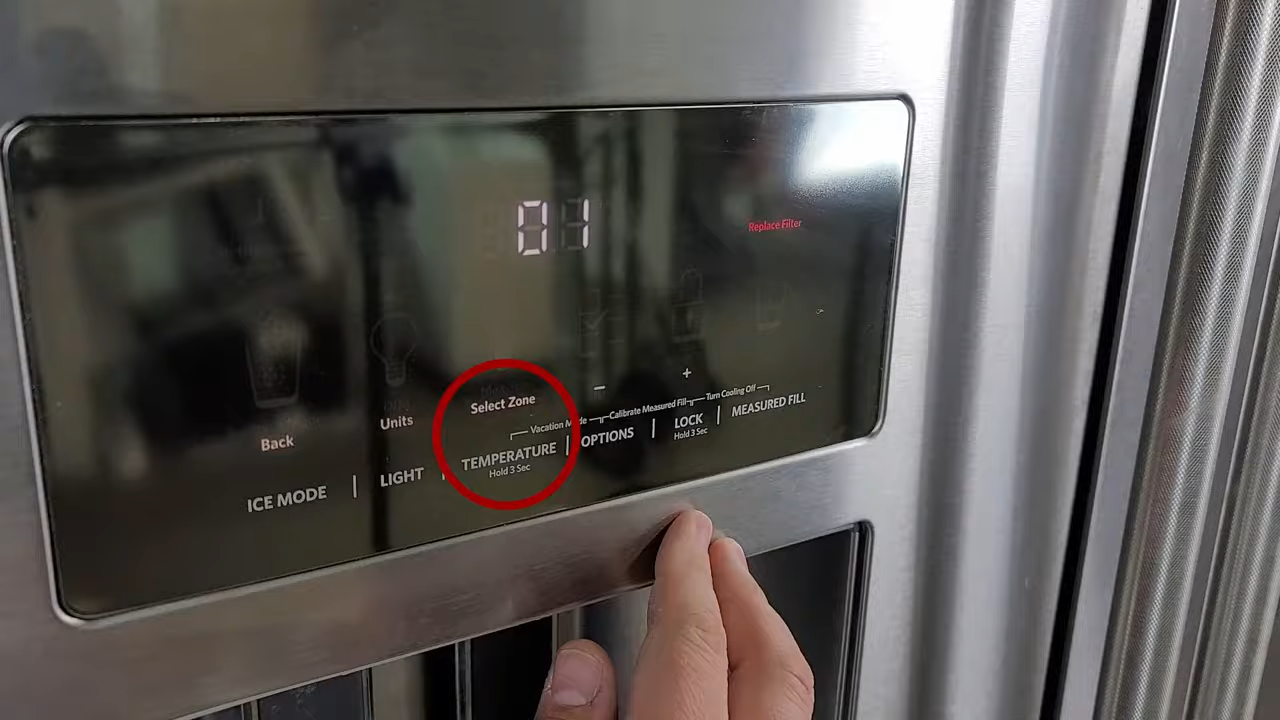 01
Replace Filter
− +
Select Zone
Units
Back
Vacation Mode Calibrate Measured Fill Turn Cooling Off
ICE MODE | LIGHT | TEMPERATURE | OPTIONS | LOCK | MEASURED FILL
Hold 3 Sec Hold 3 Sec